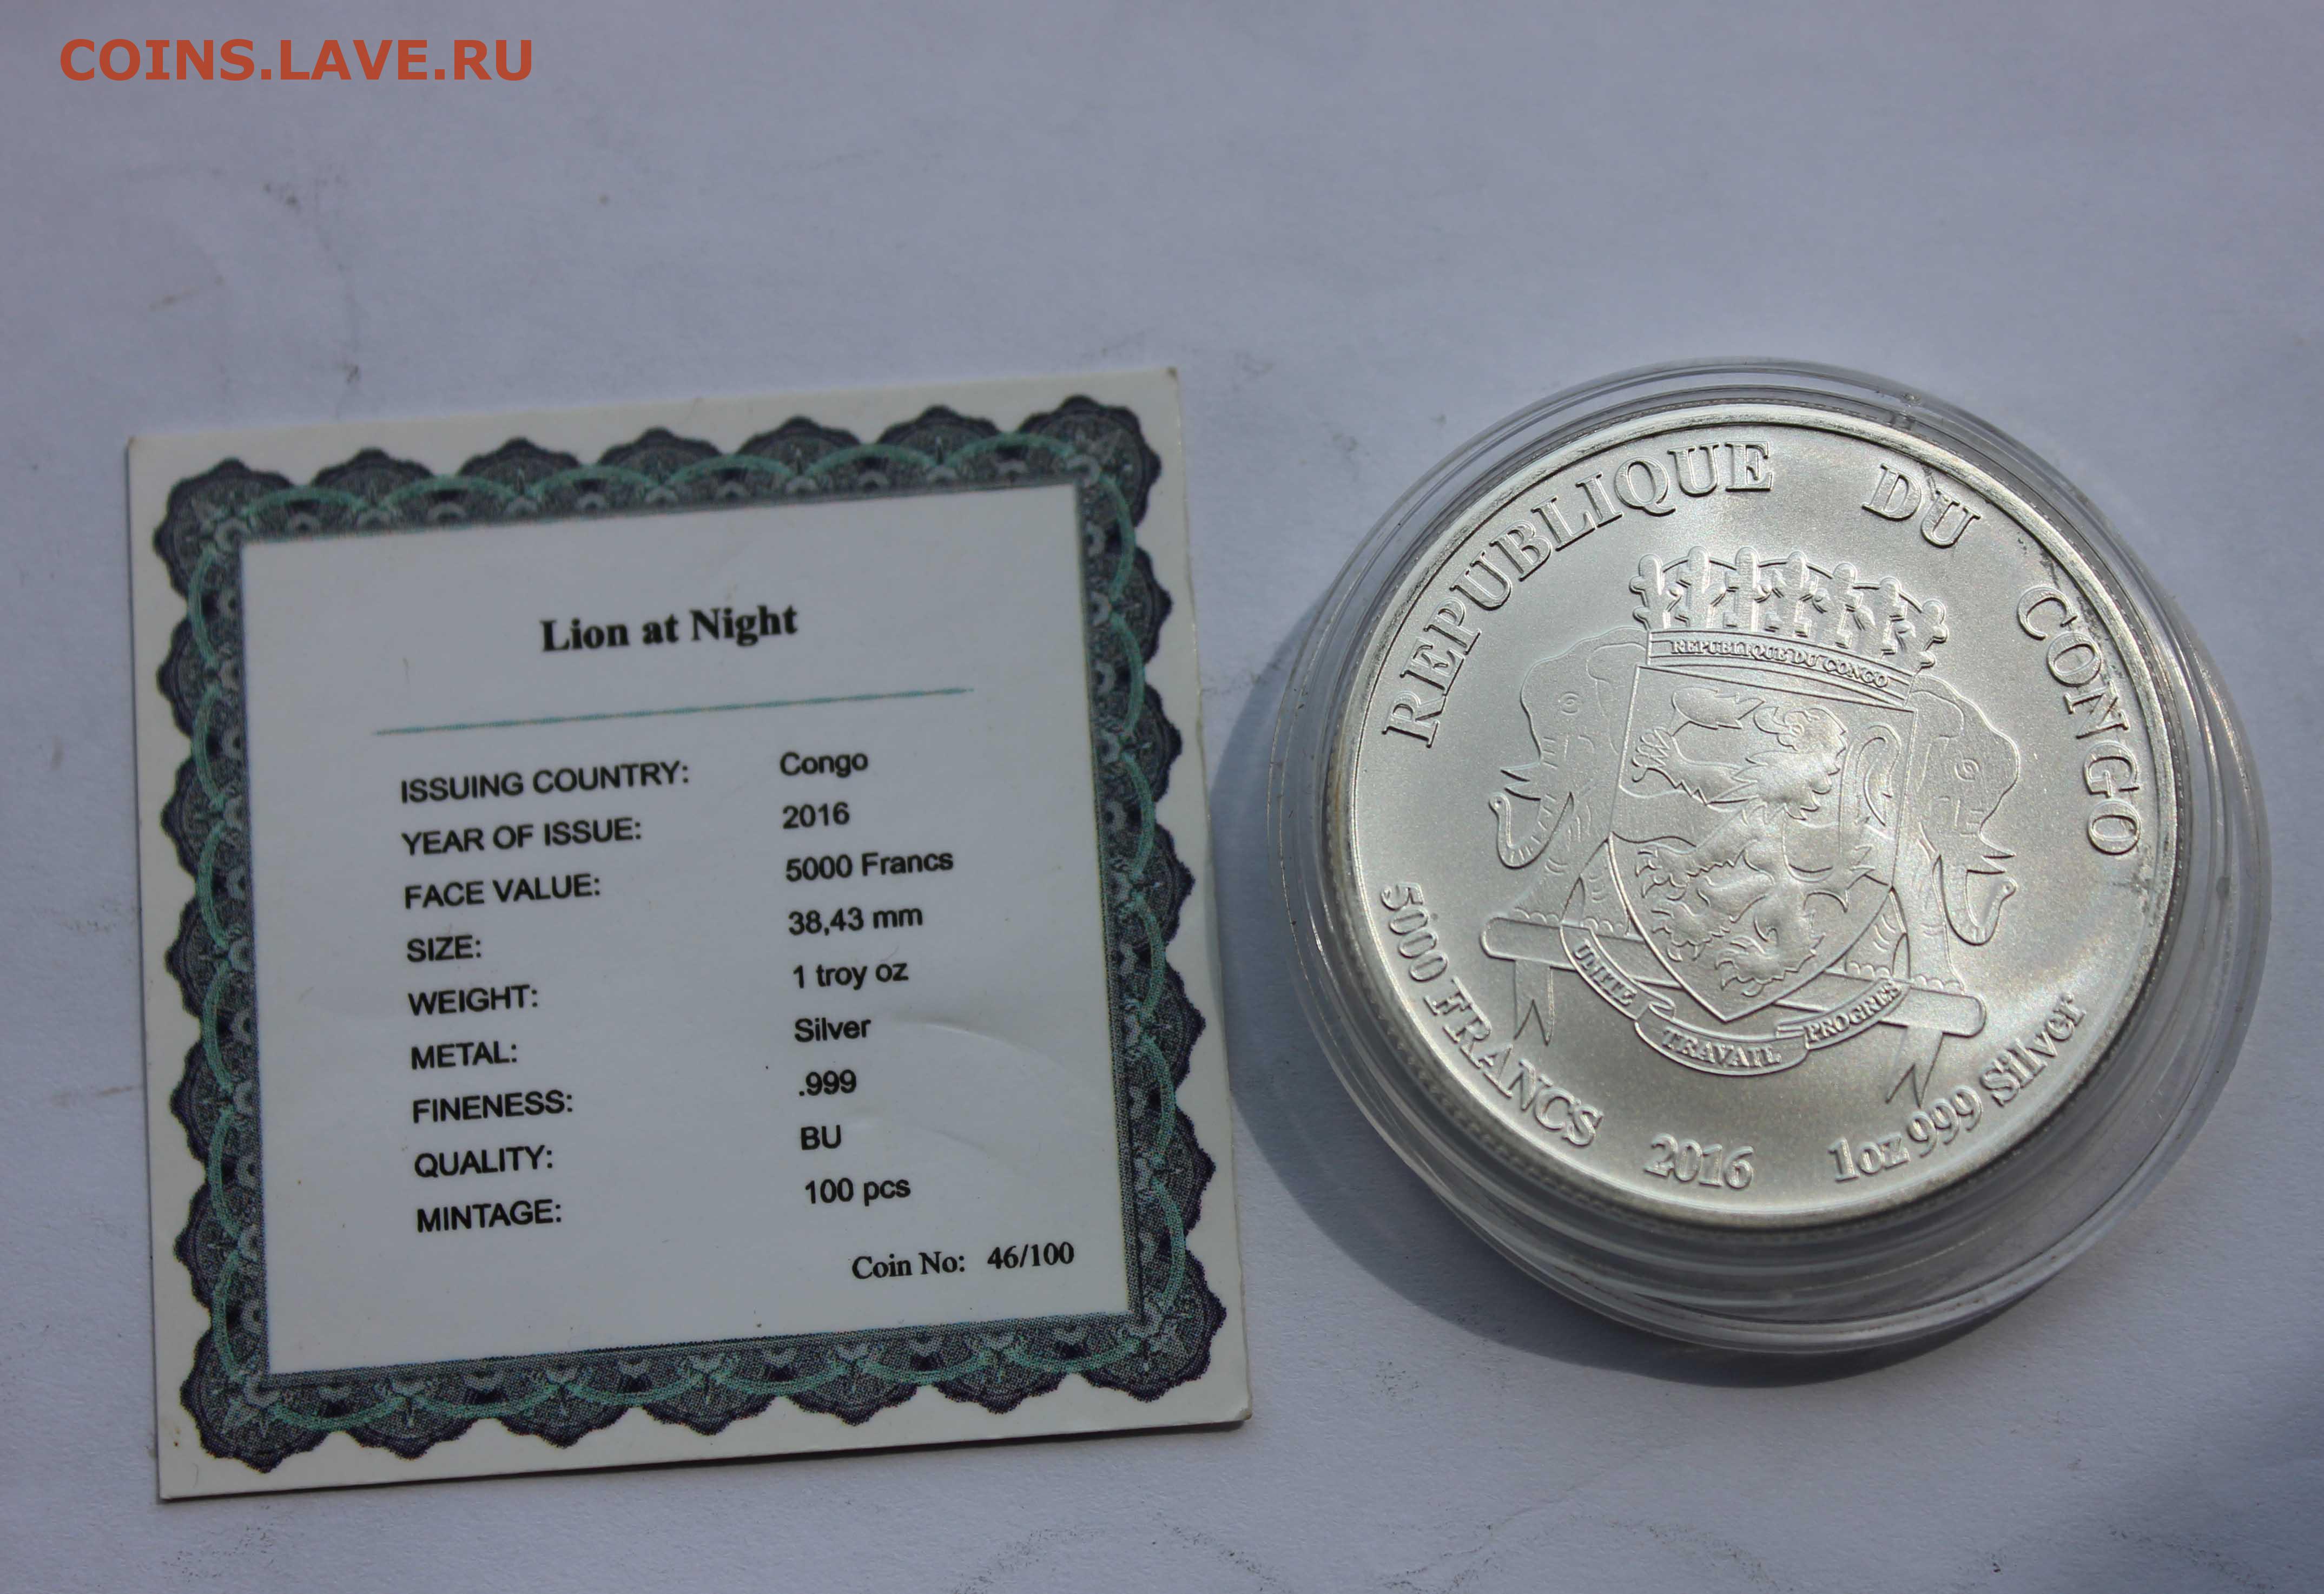 COINS.LAVE.RU
Lion at Night
ISSUING COUNTRY: Congo
YEAR OF ISSUE: 2016
FACE VALUE: 5000 Francs
SIZE: 38,43 mm
WEIGHT: 1 troy oz
METAL: Silver
FINENESS: .999
QUALITY: BU
MINTAGE: 100 pcs
Coin No: 46/100
REPUBLIQUE DU CONGO
REPUBLIQUE DU CONGO
UNITE TRAVAIL PROGRES
5000 FRANCS 2016 1oz 999 Silver